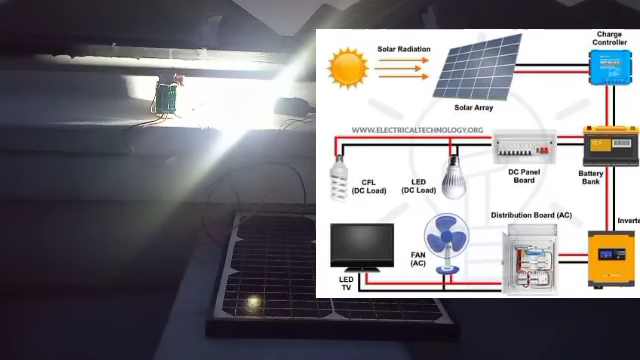 Charge
Controller
Solar Radiation
Solar Array
WWW.ELECTRICALTECHNOLOGY.ORG
CFL
(DC Load)
LED
(DC Load)
DC Panel
Board
Battery
Bank
Distribution Board (AC)
Inverte
FAN
(AC)
LED
TV